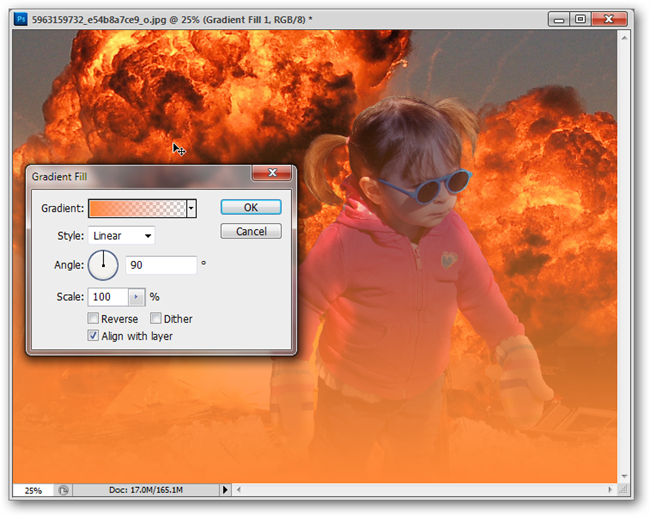 Ps 5963159732_e54b8a7ce9_o.jpg @ 25% (Gradient Fill 1, RGB/8) *
Gradient Fill
Gradient:
OK
Style: Linear
Cancel
Angle: 90 °
Scale: 100 %
Reverse Dither
Align with layer
25% Doc: 17.0M/165.1M